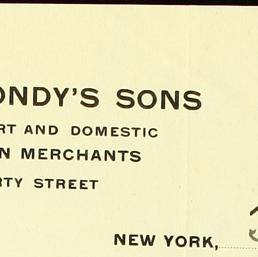 ONDY'S SONS
RT AND DOMESTIC
N MERCHANTS
RTY STREET
NEW YORK,